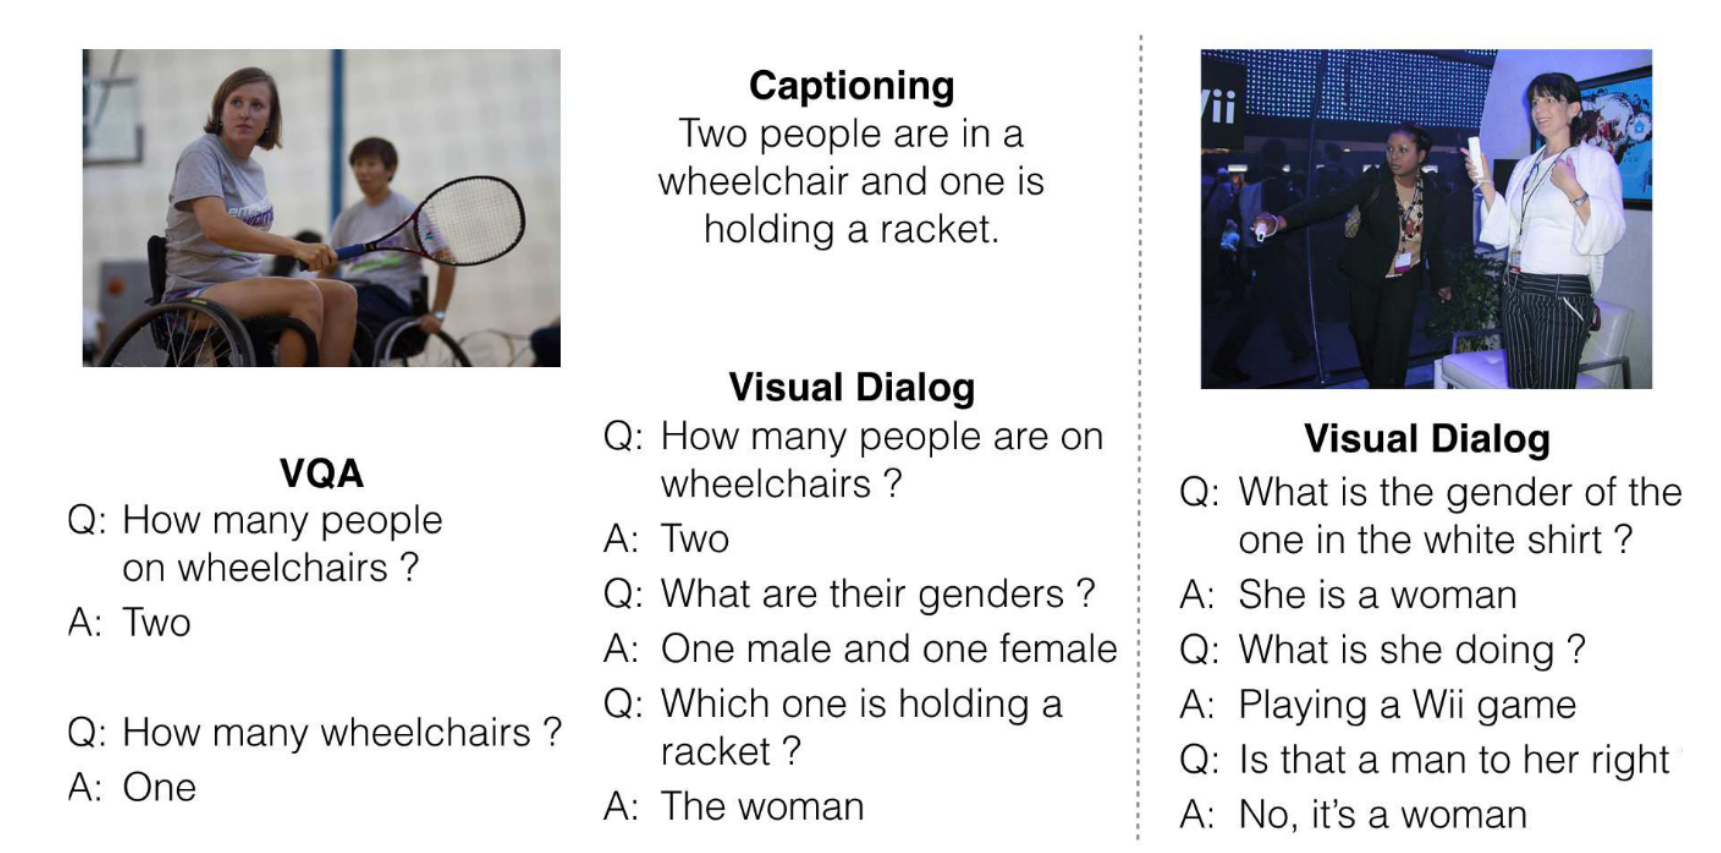 Captioning
Two people are in a
wheelchair and one is
holding a racket.
VQA
Q: How many people
on wheelchairs ?
A: Two
Q: How many wheelchairs ?
A: One
Visual Dialog
Q: How many people are on
wheelchairs ?
A: Two
Q: What are their genders ?
A: One male and one female
Q: Which one is holding a
racket ?
A: The woman
Wii
Visual Dialog
Q: What is the gender of the
one in the white shirt ?
A: She is a woman
Q: What is she doing ?
A: Playing a Wii game
Q: Is that a man to her right
A: No, it's a woman